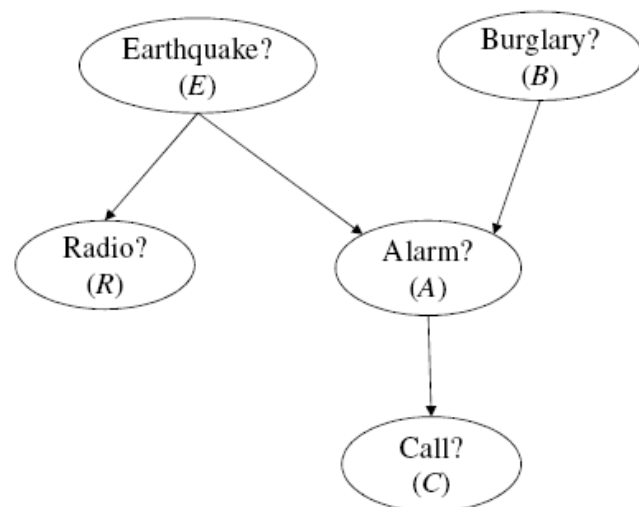 Earthquake?
(E)
Burglary?
(B)
Radio?
(R)
Alarm?
(A)
Call?
(C)